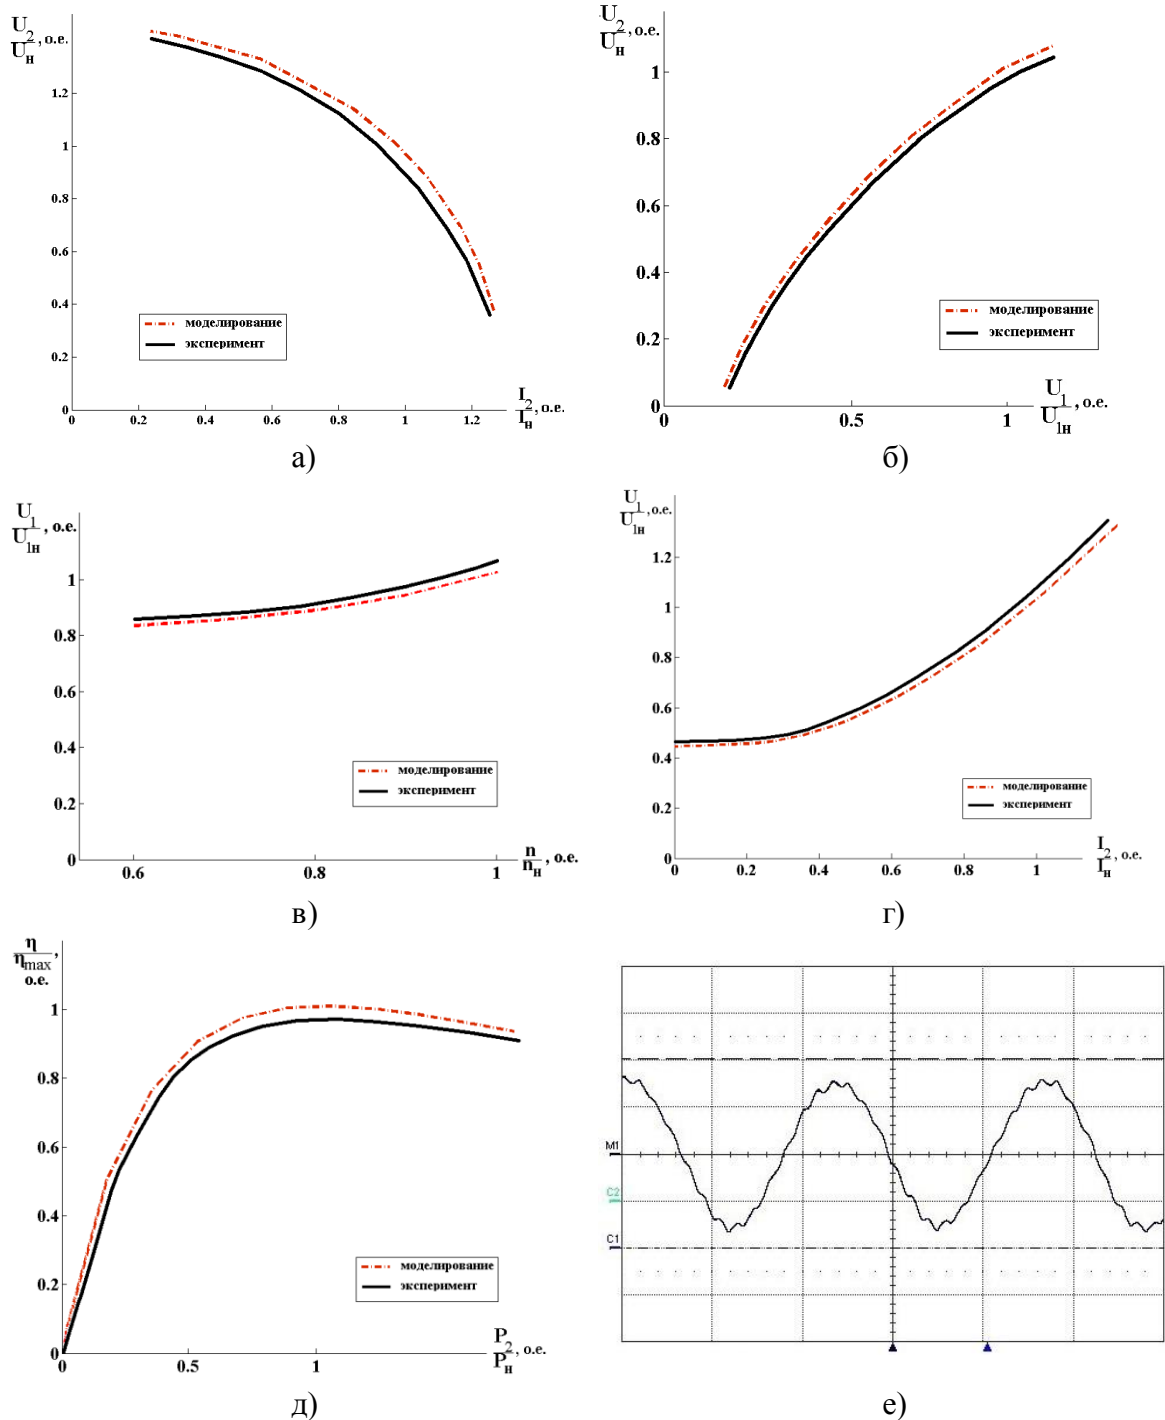 U₂/Uн, о.е.
1.2
1
0.8
0.6
0.4
0.2
0
моделирование
эксперимент
0.2 0.4 0.6 0.8 1 1.2
I₂/Iн, о.е.
а)
U₂/Uн, о.е.
1
0.8
0.6
0.4
0.2
0
моделирование
эксперимент
0 0.5 1
U₁/U₁н, о.е.
б)
U₁/U₁н, о.е.
1
0.8
0.6
0.4
0.2
0
моделирование
эксперимент
0.6 0.8 1
n/nн, о.е.
в)
U₁/U₁н, о.е.
1.2
1
0.8
0.6
0.4
0.2
0
моделирование
эксперимент
0 0.2 0.4 0.6 0.8 1
I₂/Iн, о.е.
г)
η/ηmax,
о.е.
1
0.8
0.6
0.4
0.2
0
моделирование
эксперимент
0 0.5 1
P₂/Pн, о.е.
д)
M1
C2
C1
е)